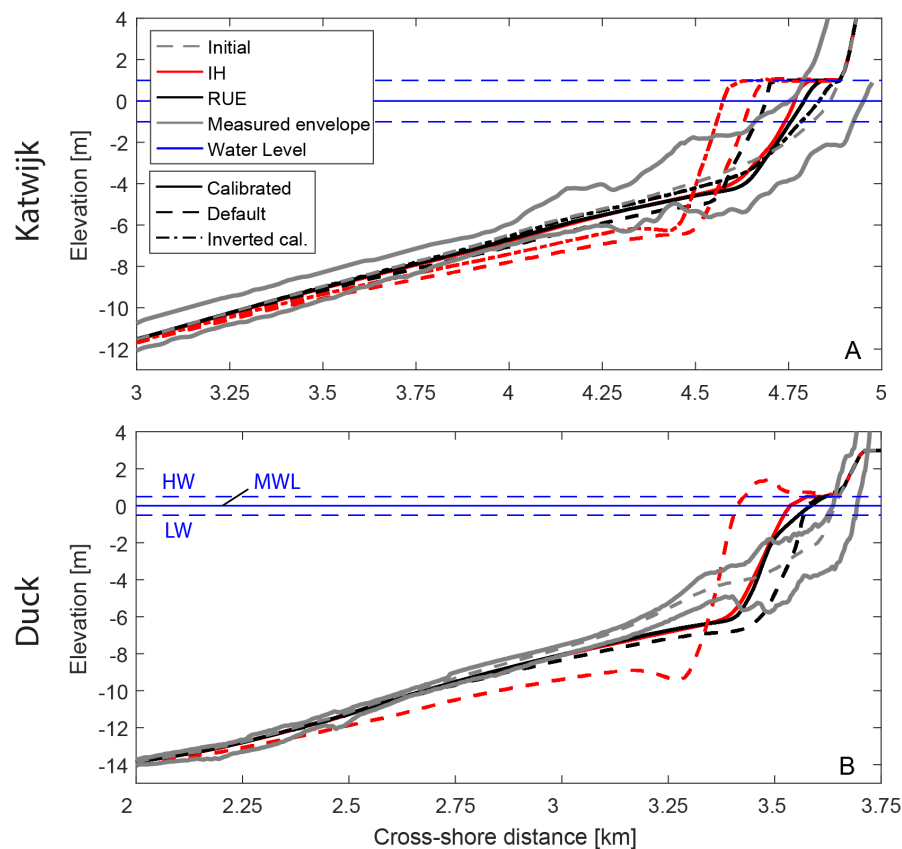 Katwijk
Elevation [m]
4
2
0
-2
-4
-6
-8
-10
-12
Initial
IH
RUE
Measured envelope
Water Level
Calibrated
Default
Inverted cal.
A
3 3.25 3.5 3.75 4 4.25 4.5 4.75 5
Duck
Elevation [m]
4
2
0
-2
-4
-6
-8
-10
-12
-14
HW MWL
LW
B
2 2.25 2.5 2.75 3 3.25 3.5 3.75
Cross-shore distance [km]